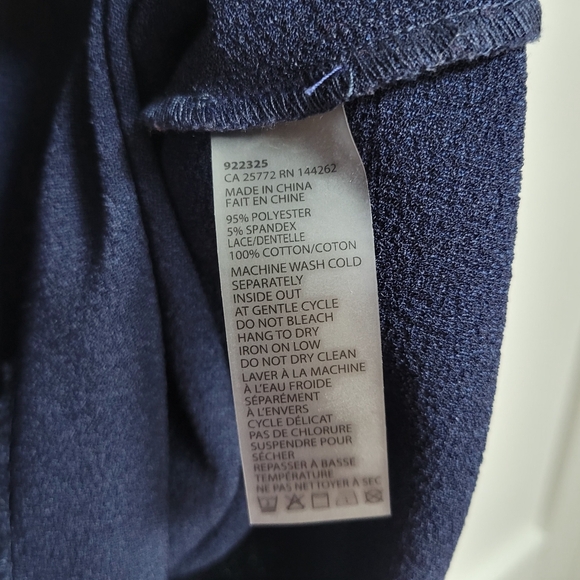 922325
CA 25772 RN 144262
MADE IN CHINA
FAIT EN CHINE
95% POLYESTER
5% SPANDEX
LACE/DENTELLE
100% COTTON/COTON
MACHINE WASH COLD
SEPARATELY
INSIDE OUT
AT GENTLE CYCLE
DO NOT BLEACH
HANG TO DRY
IRON ON LOW
DO NOT DRY CLEAN
LAVER À LA MACHINE
À L'EAU FROIDE
SÉPARÉMENT
À L'ENVERS
CYCLE DÉLICAT
PAS DE CHLORURE
SUSPENDRE POUR
SÉCHER
REPASSER À BASSE
TEMPÉRATURE
NE PAS NETTOYER À SEC